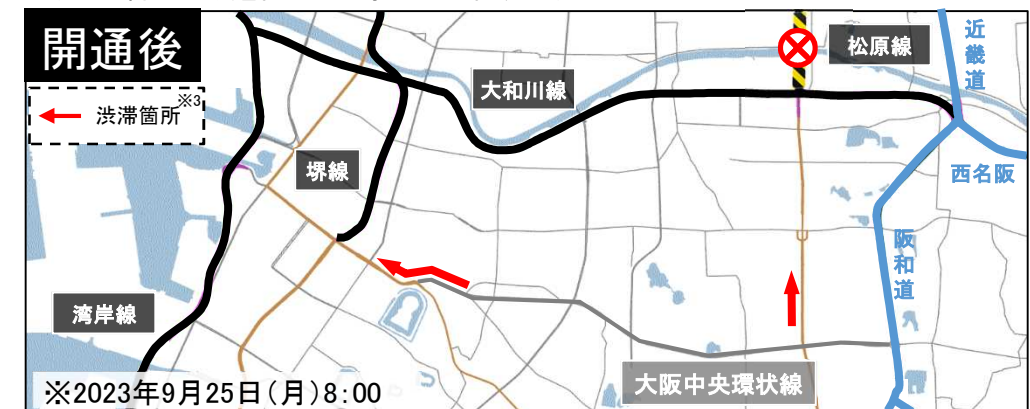 開通後
渋滞箇所※3
大和川線
松原線
近畿道
堺線
西名阪
阪和道
湾岸線
大阪中央環状線
※2023年9月25日(月)8:00